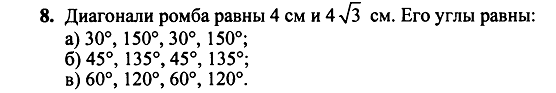 8. Диагонали ромба равны 4 см и 4√3 см. Его углы равны:
а) 30°, 150°, 30°, 150°;
б) 45°, 135°, 45°, 135°;
в) 60°, 120°, 60°, 120°.